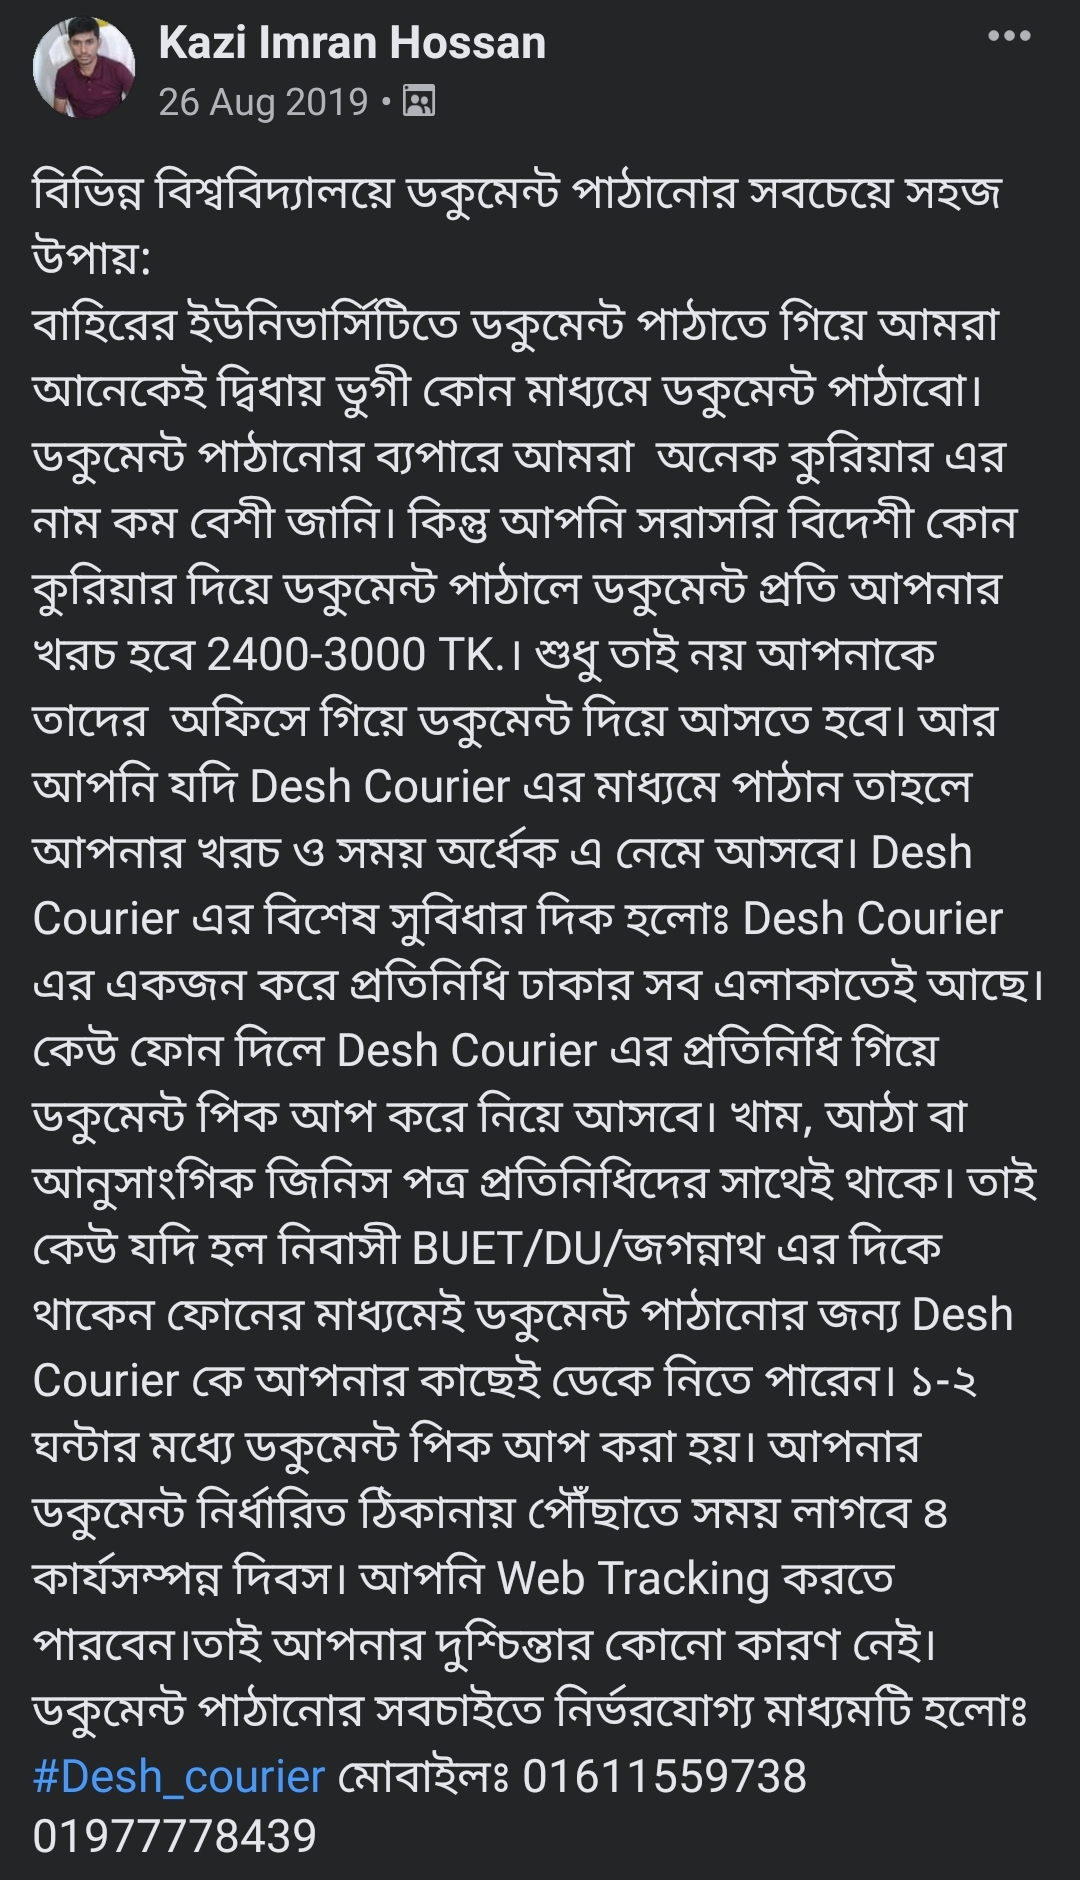 Kazi Imran Hossan
26 Aug 2019 •
বিভিন্ন বিশ্ববিদ্যালয়ে ডকুমেন্ট পাঠানোর সবচেয়ে সহজ
উপায়:
বাহিরের ইউনিভার্সিটিতে ডকুমেন্ট পাঠাতে গিয়ে আমরা
আনেকেই দ্বিধায় ভুগী কোন মাধ্যমে ডকুমেন্ট পাঠাবো।
ডকুমেন্ট পাঠানোর ব্যপারে আমরা  অনেক কুরিয়ার এর
নাম কম বেশী জানি। কিন্তু আপনি সরাসরি বিদেশী কোন
কুরিয়ার দিয়ে ডকুমেন্ট পাঠালে ডকুমেন্ট প্রতি আপনার
খরচ হবে 2400-3000 TK.। শুধু তাই নয় আপনাকে
তাদের  অফিসে গিয়ে ডকুমেন্ট দিয়ে আসতে হবে। আর
আপনি যদি Desh Courier এর মাধ্যমে পাঠান তাহলে
আপনার খরচ ও সময় অর্ধেক এ নেমে আসবে। Desh
Courier এর বিশেষ সুবিধার দিক হলোঃ Desh Courier
এর একজন করে প্রতিনিধি ঢাকার সব এলাকাতেই আছে।
কেউ ফোন দিলে Desh Courier এর প্রতিনিধি গিয়ে
ডকুমেন্ট পিক আপ করে নিয়ে আসবে। খাম, আঠা বা
আনুসাংগিক জিনিস পত্র প্রতিনিধিদের সাথেই থাকে। তাই
কেউ যদি হল নিবাসী BUET/DU/জগন্নাথ এর দিকে
থাকেন ফোনের মাধ্যমেই ডকুমেন্ট পাঠানোর জন্য Desh
Courier কে আপনার কাছেই ডেকে নিতে পারেন। ১-২
ঘন্টার মধ্যে ডকুমেন্ট পিক আপ করা হয়। আপনার
ডকুমেন্ট নির্ধারিত ঠিকানায় পৌঁছাতে সময় লাগবে ৪
কার্যসম্পন্ন দিবস। আপনি Web Tracking করতে
পারবেন।তাই আপনার দুশ্চিন্তার কোনো কারণ নেই।
ডকুমেন্ট পাঠানোর সবচাইতে নির্ভরযোগ্য মাধ্যমটি হলোঃ
#Desh_courier মোবাইলঃ 01611559738
01977778439